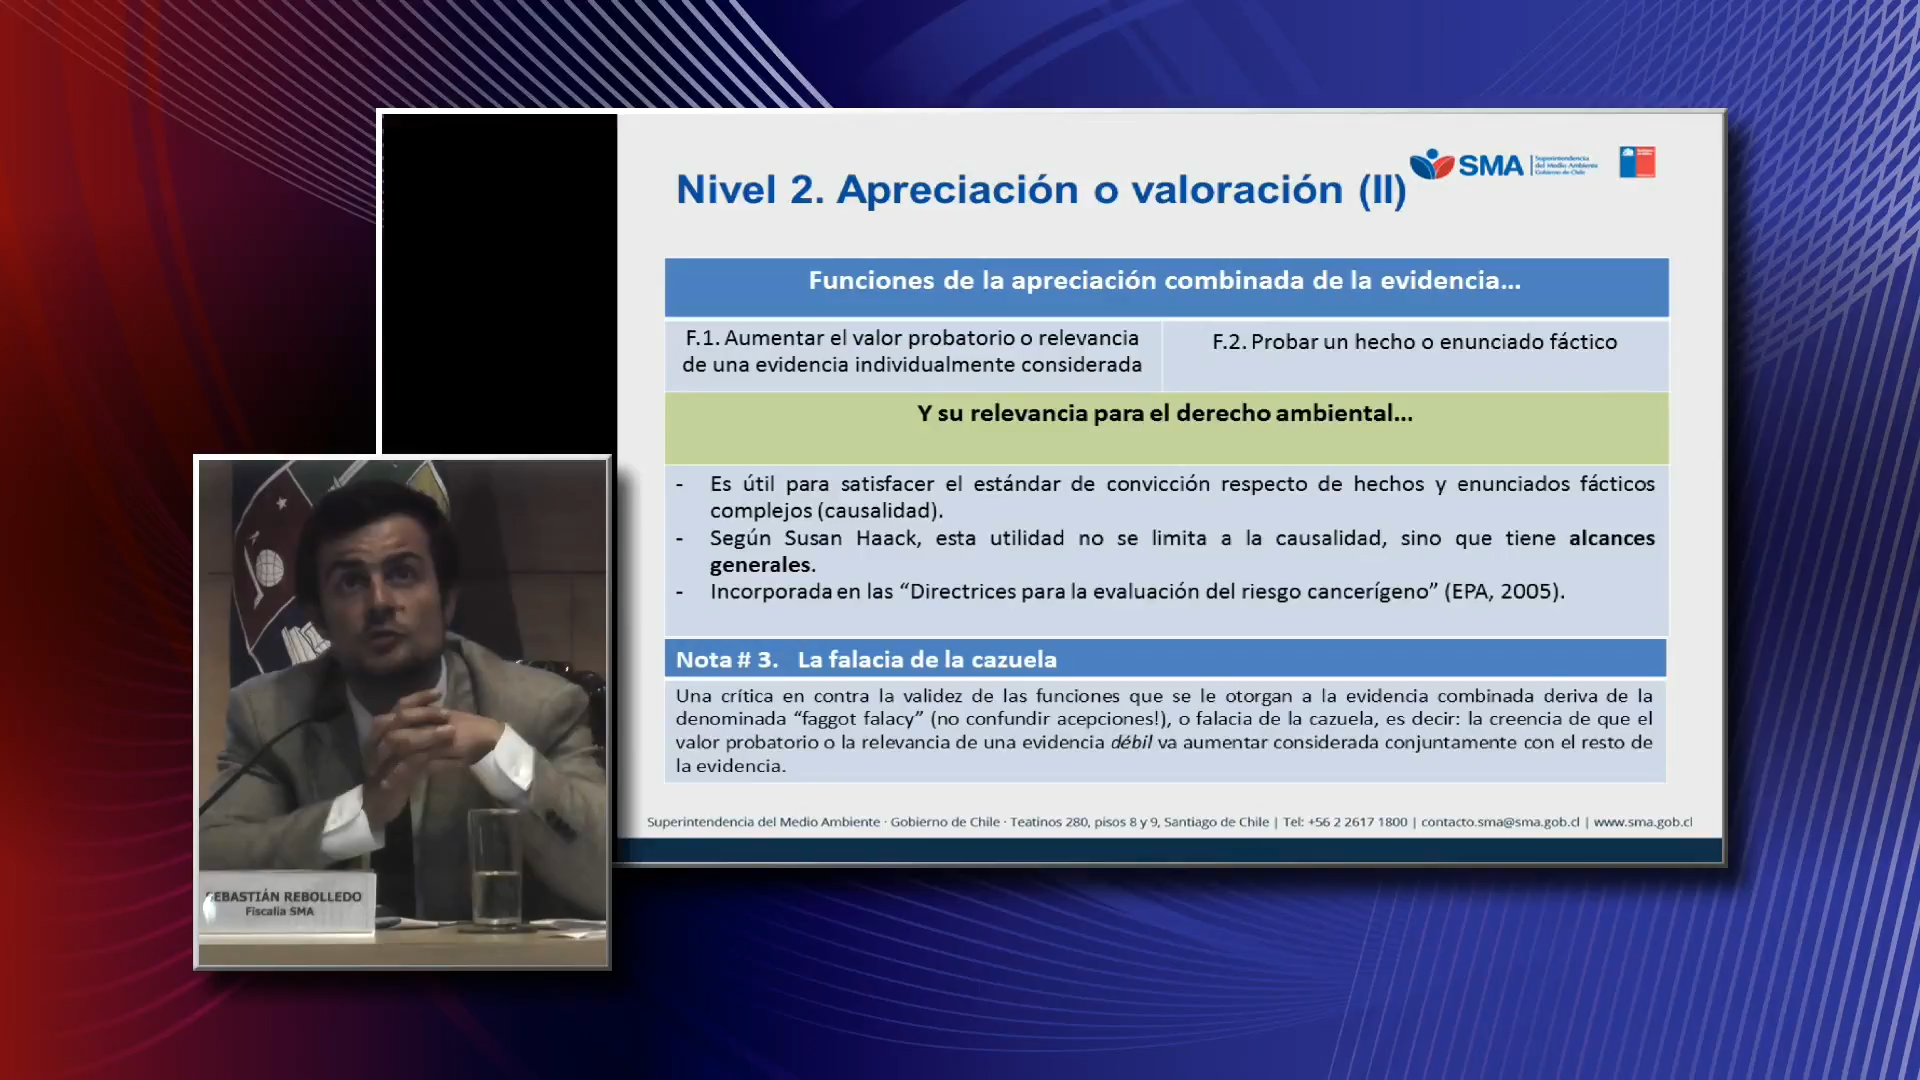 Nivel 2. Apreciación o valoración (II)
SMA
Superintendencia
del Medio Ambiente
Gobierno de Chile
Funciones de la apreciación combinada de la evidencia...
F.1. Aumentar el valor probatorio o relevancia
de una evidencia individualmente considerada
F.2. Probar un hecho o enunciado fáctico
Y su relevancia para el derecho ambiental...
- Es útil para satisfacer el estándar de convicción respecto de hechos y enunciados fácticos
complejos (causalidad).
- Según Susan Haack, esta utilidad no se limita a la causalidad, sino que tiene alcances
generales.
- Incorporada en las “Directrices para la evaluación del riesgo cancerígeno” (EPA, 2005).
Nota # 3. La falacia de la cazuela
Una crítica en contra la validez de las funciones que se le otorgan a la evidencia combinada deriva de la
denominada “faggot falacy” (no confundir acepciones!), o falacia de la cazuela, es decir: la creencia de que el
valor probatorio o la relevancia de una evidencia débil va aumentar considerada conjuntamente con el resto de
la evidencia.
Superintendencia del Medio Ambiente · Gobierno de Chile · Teatinos 280, pisos 8 y 9, Santiago de Chile | Tel: +56 2 2617 1800 | contacto.sma@sma.gob.cl | www.sma.gob.cl
SEBASTIÁN REBOLLEDO
Fiscalia SMA